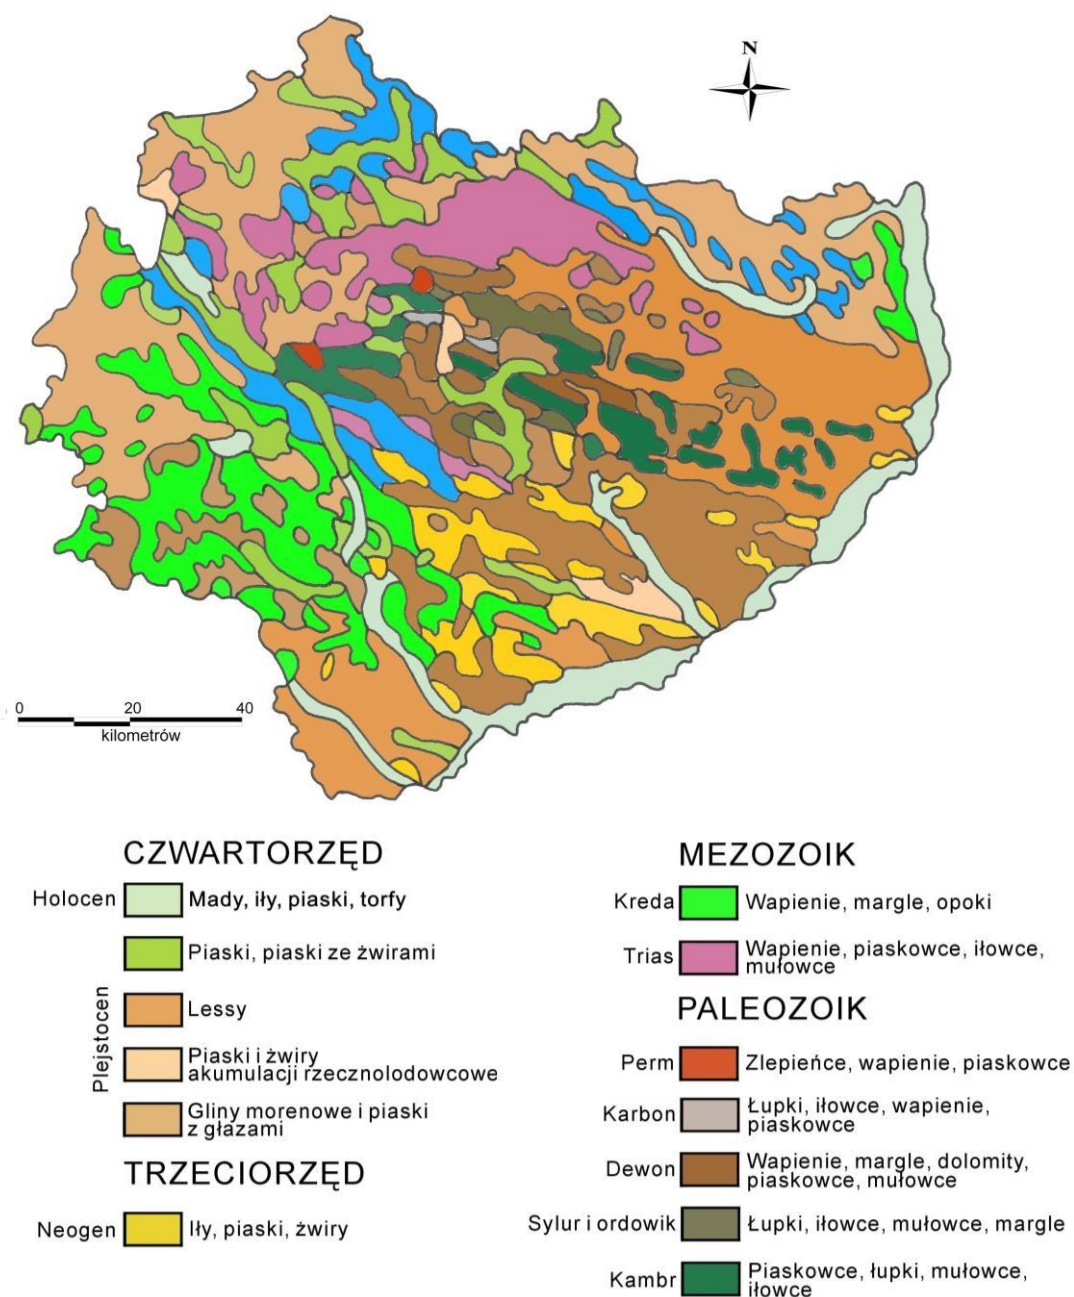 N
0 20 40
kilometrów
CZWARTORZĘD
Holocen
Mady, iły, piaski, torfy
Plejstocen
Piaski, piaski ze żwirami
Lessy
Piaski i żwiry
akumulacji rzecznolodowcowe
Gliny morenowe i piaski
z głazami
TRZECIORZĘD
Neogen
Iły, piaski, żwiry
MEZOZOIK
Kreda
Wapienie, margle, opoki
Trias
Wapienie, piaskowce, iłowce,
mułowce
PALEOZOIK
Perm
Zlepieńce, wapienie, piaskowce
Karbon
Łupki, iłowce, wapienie,
piaskowce
Dewon
Wapienie, margle, dolomity,
piaskowce, mułowce
Sylur i ordowik
Łupki, iłowce, mułowce, margle
Kambr
Piaskowce, łupki, mułowce,
iłowce